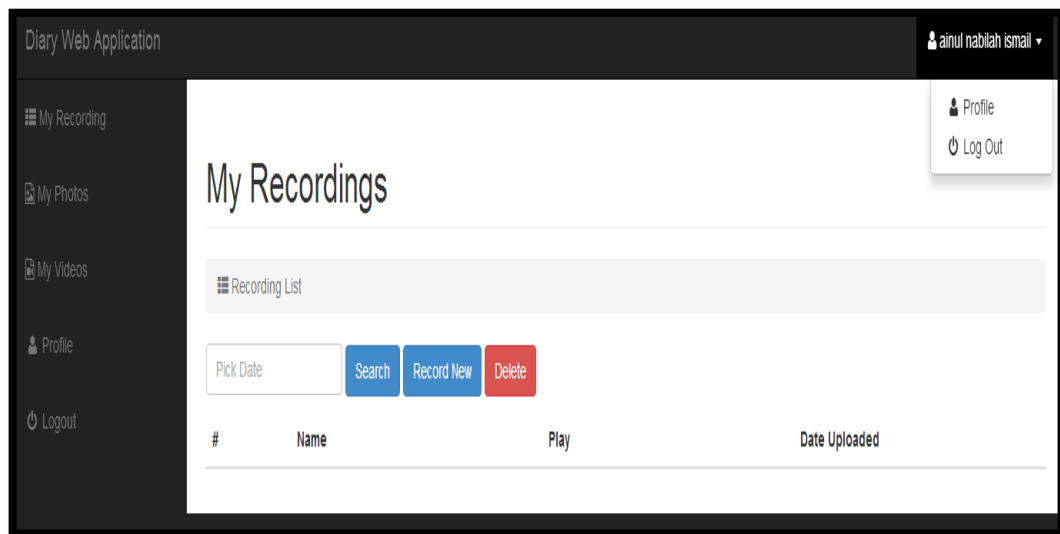 Diary Web Application
ainul nabilah ismail
Profile
Log Out
My Recording
My Photos
My Videos
Profile
Logout
My Recordings
Recording List
Pick Date Search Record New Delete
# Name Play Date Uploaded